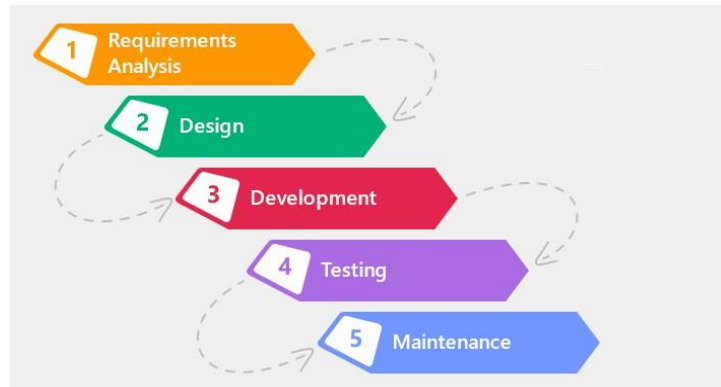 1 Requirements
Analysis
2 Design
3 Development
4 Testing
5 Maintenance